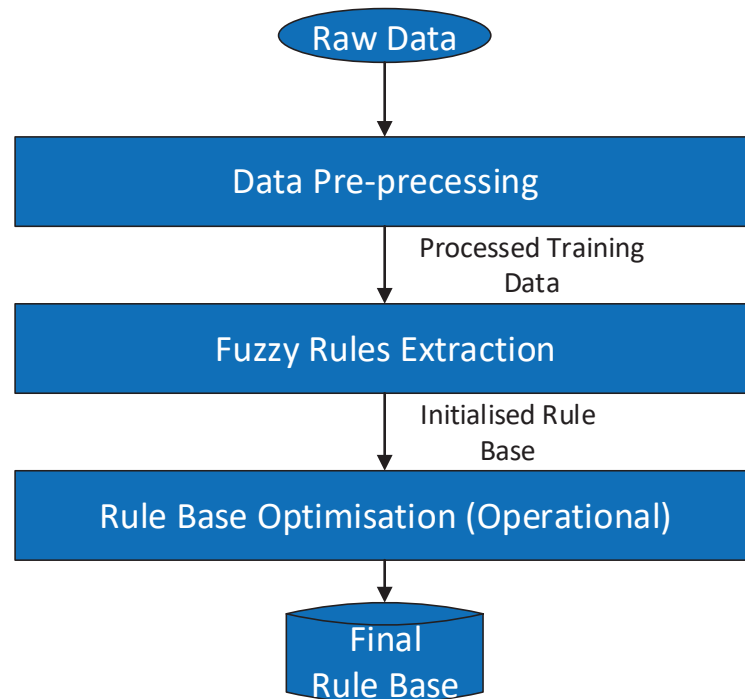 Raw Data
Data Pre-precessing
Processed Training
Data
Fuzzy Rules Extraction
Initialised Rule
Base
Rule Base Optimisation (Operational)
Final
Rule Base